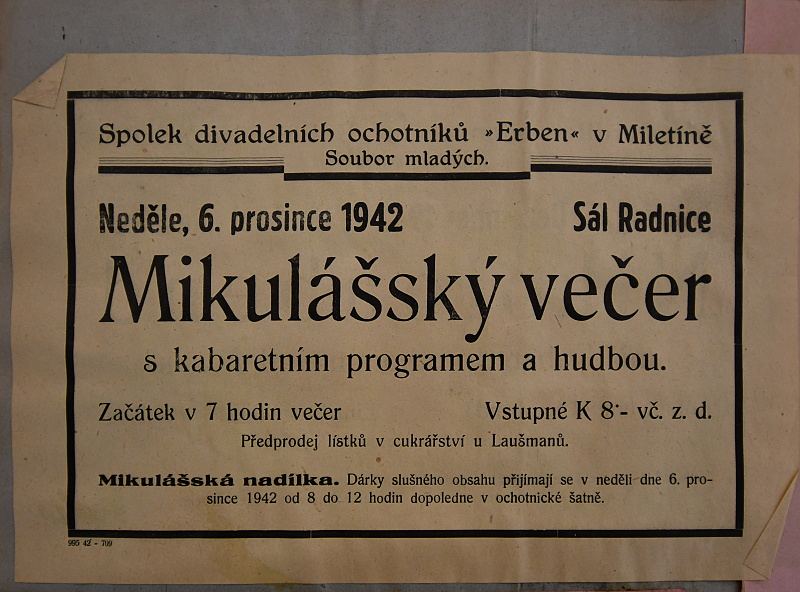 Spolek divadelních ochotníků »Erben« v Miletíně
Soubor mladých.
Neděle, 6. prosince 1942 Sál Radnice
Mikulášský večer
s kabaretním programem a hudbou.
Začátek v 7 hodin večer Vstupné K 8·- vč. z. d.
Předprodej lístků v cukrářství u Laušmanů.
Mikulášská nadílka. Dárky slušného obsahu přijímají se v neděli dne 6. pro-
since 1942 od 8 do 12 hodin dopoledne v ochotnické šatně.
995 42 - 709